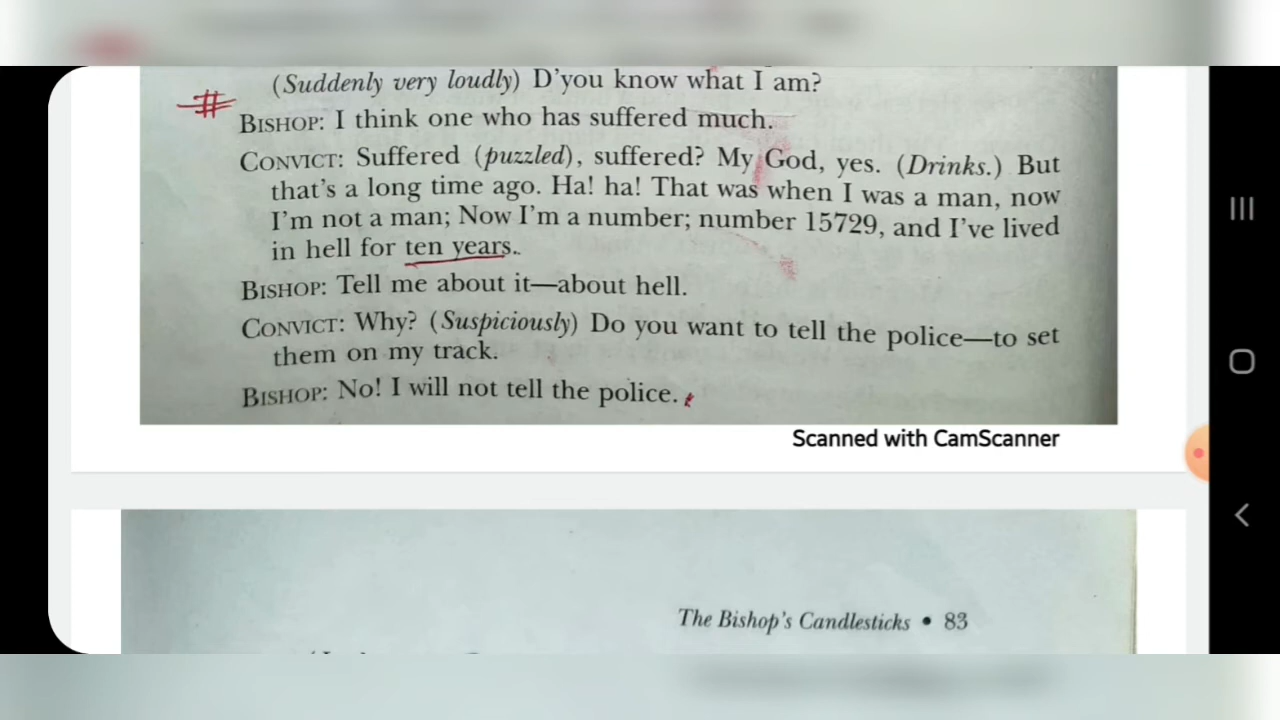 (Suddenly very loudly) D'you know what I am?
BISHOP: I think one who has suffered much.
CONVICT: Suffered (puzzled), suffered? My God, yes. (Drinks.) But
that's a long time ago. Ha! ha! That was when I was a man, now
I'm not a man; Now I'm a number; number 15729, and I've lived
in hell for ten years..
BISHOP: Tell me about it—about hell.
CONVICT: Why? (Suspiciously) Do you want to tell the police—to set
them on my track.
BISHOP: No! I will not tell the police.
Scanned with CamScanner
The Bishop's Candlesticks • 83